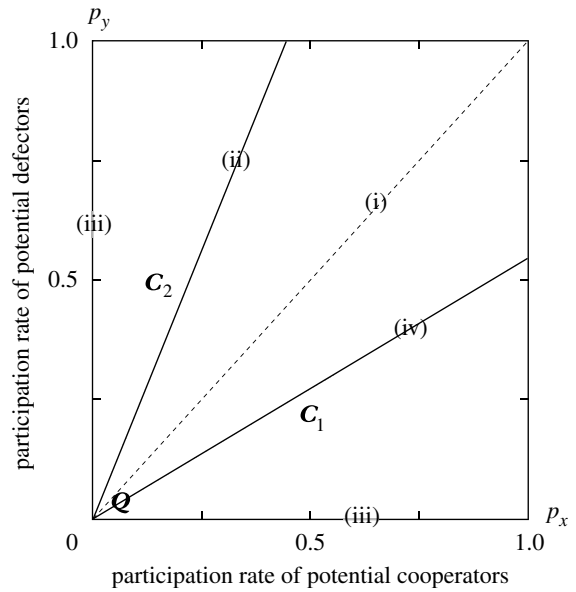 p_y
1.0
(ii)
(i)
(iii)
participation rate of potential defectors
C_2
0.5
(iv)
C_1
Q
(iii)
p_x
0
0.5
1.0
participation rate of potential cooperators